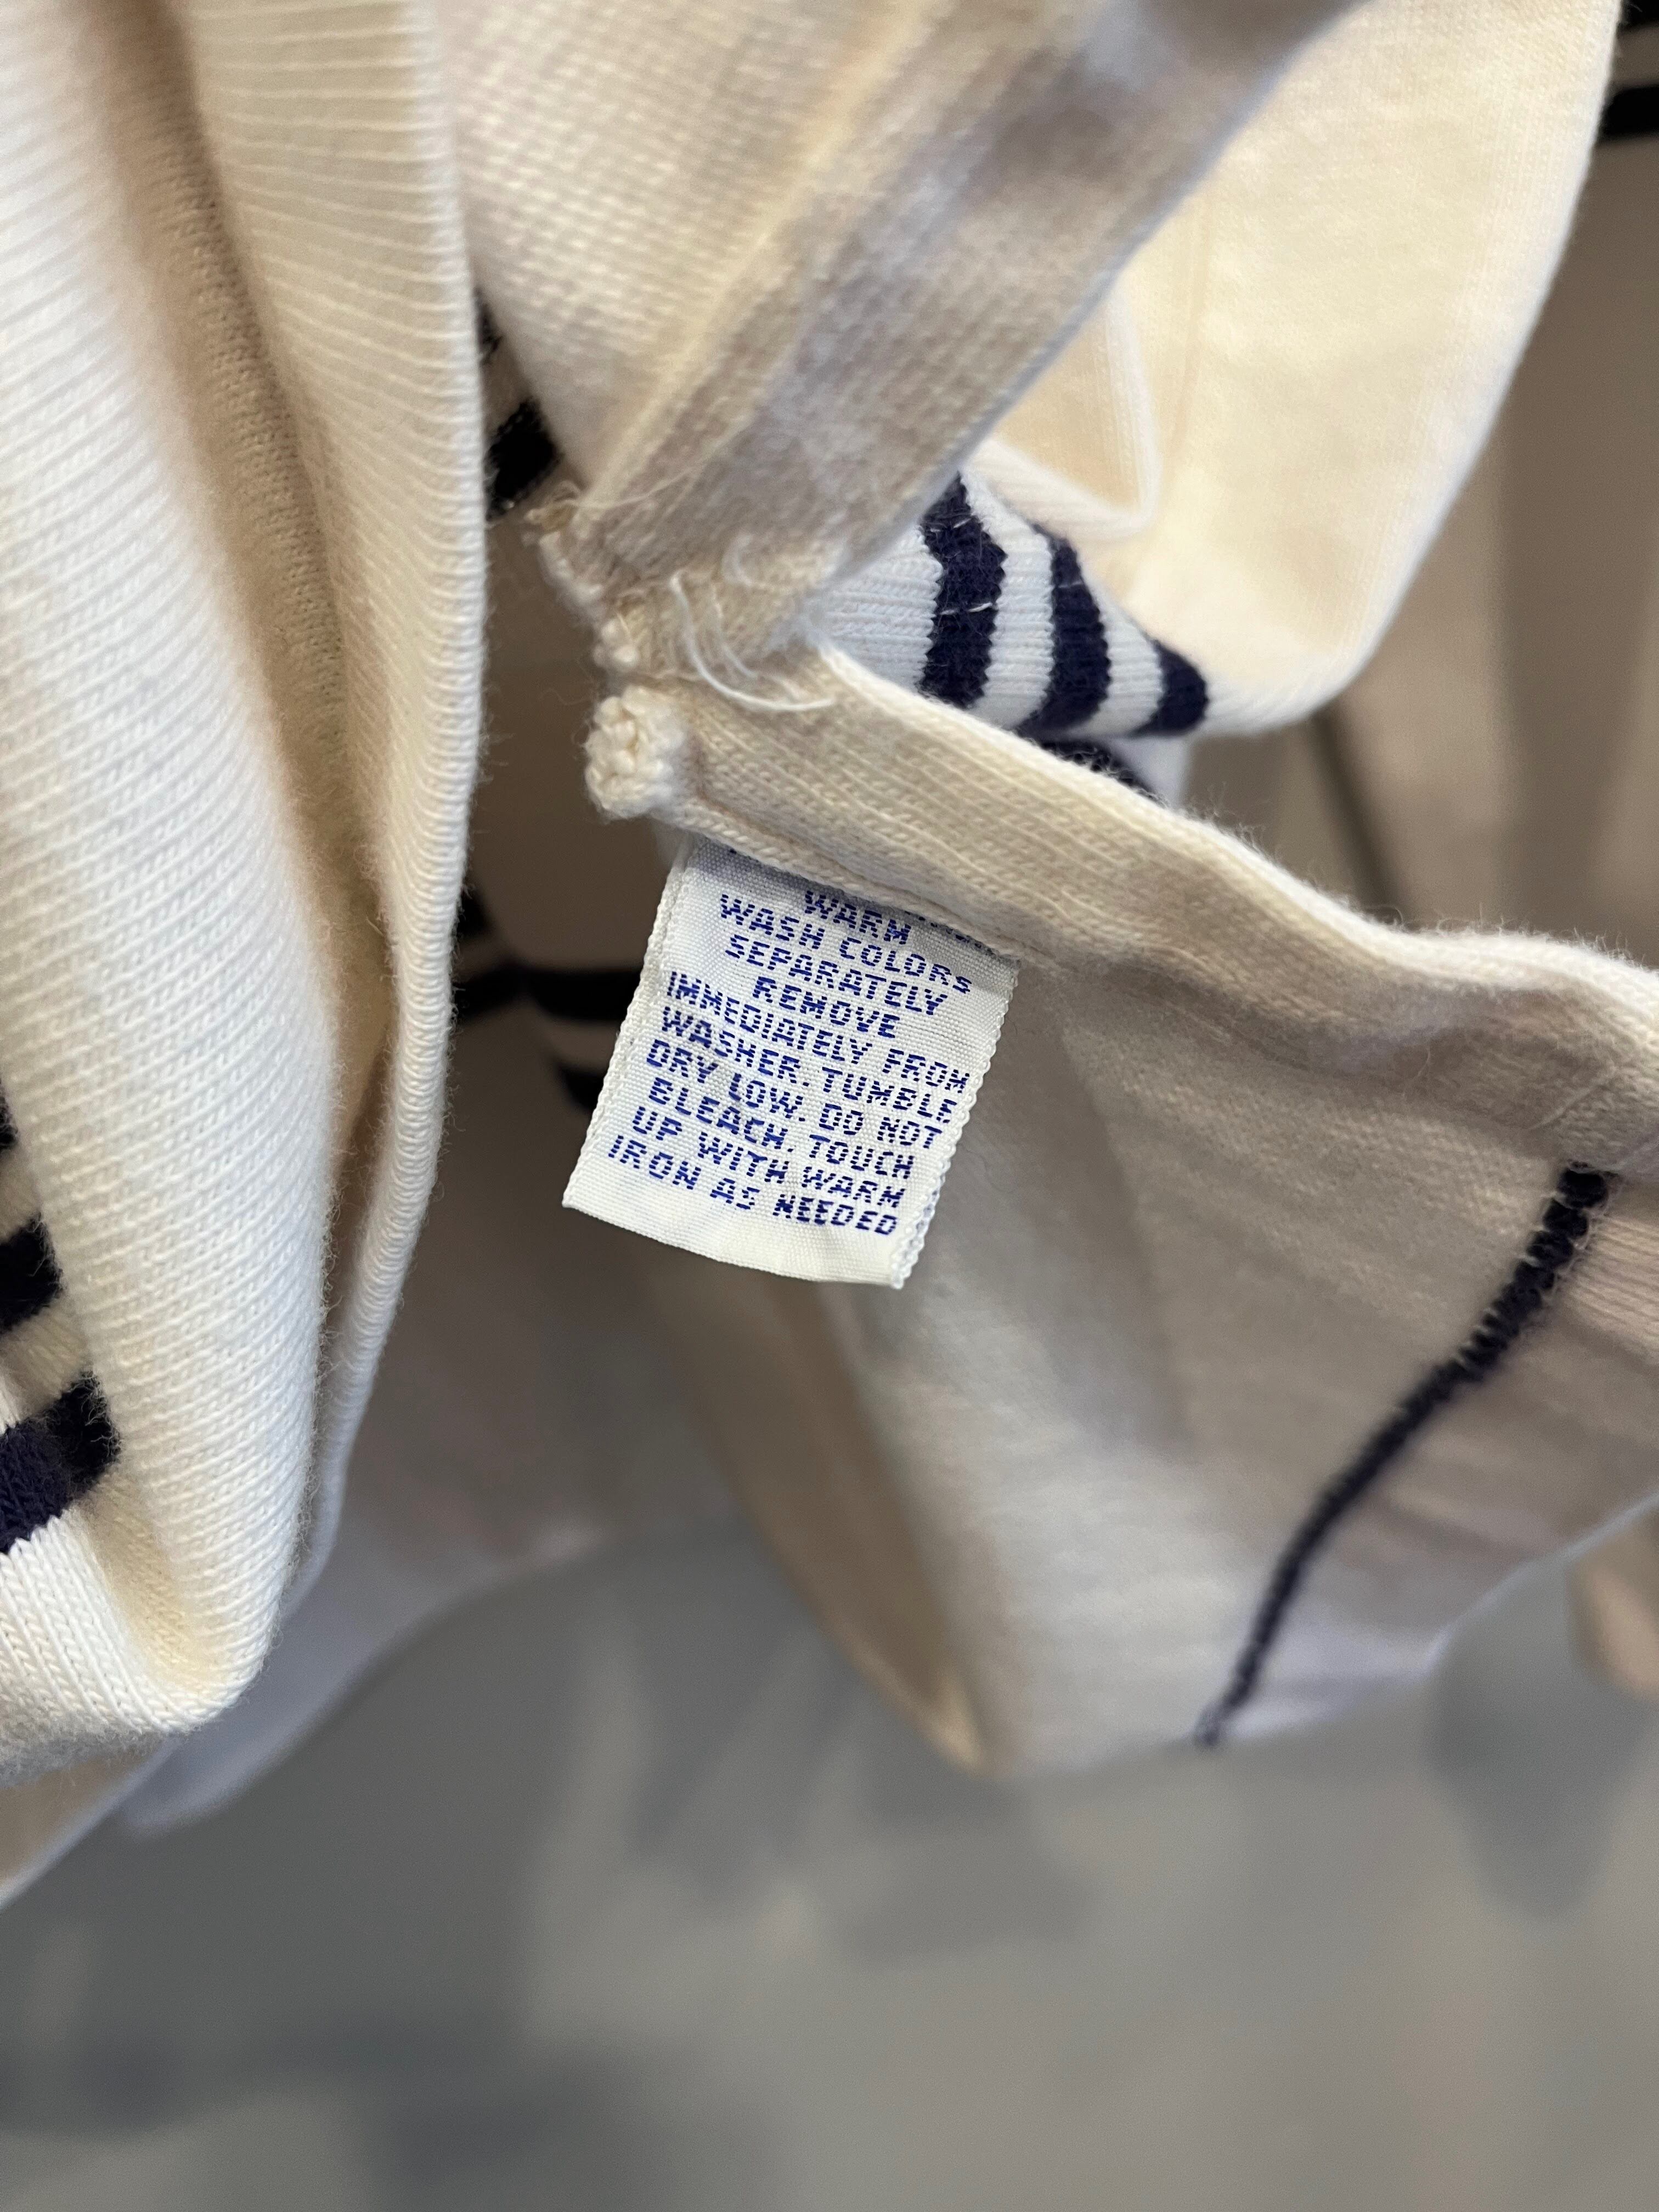 WARM
WASH COLORS
SEPARATELY
REMOVE
IMMEDIATELY FROM
WASHER. TUMBLE
DRY LOW. DO NOT
BLEACH. TOUCH
UP WITH WARM
IRON AS NEEDED